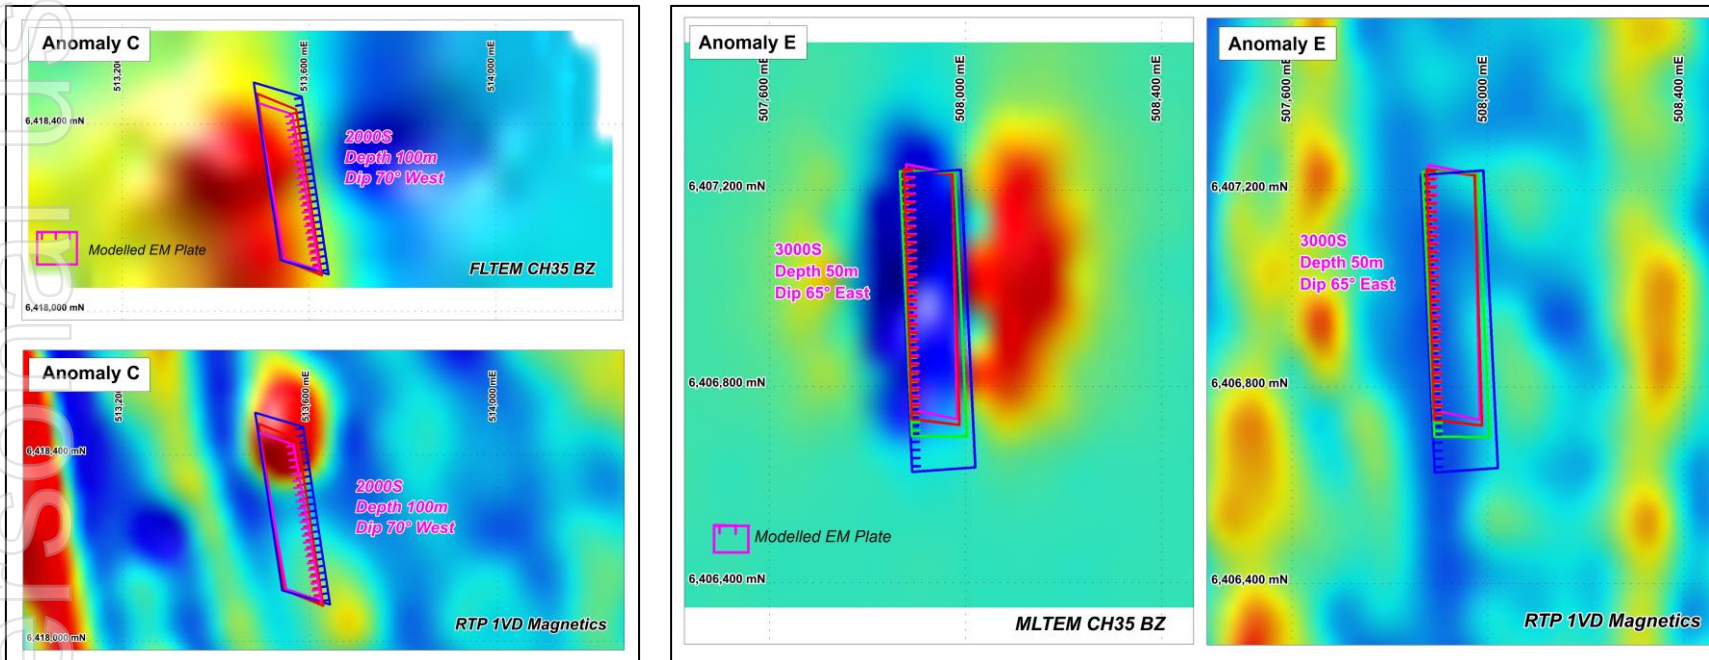 Anomaly C
513,20
513,600 mE
514,000 mE
6,418,400 mN
2000S
Depth 100m
Dip 70° West
Modelled EM Plate
FLTEM CH35 BZ
6,418,000 mN
Anomaly C
513,20
513,600 mE
514,000 mE
6,418,400 mN
2000S
Depth 100m
Dip 70° West
RTP 1VD Magnetics
6,418,000 mN
Anomaly E
507,600 mE
508,000 mE
508,400 mE
6,407,200 mN
3000S
Depth 50m
Dip 65° East
6,406,800 mN
Modelled EM Plate
6,406,400 mN
MLTEM CH35 BZ
Anomaly E
507,600 mE
508,000 mE
508,400 mE
6,407,200 mN
3000S
Depth 50m
Dip 65° East
6,406,800 mN
6,406,400 mN
RTP 1VD Magnetics